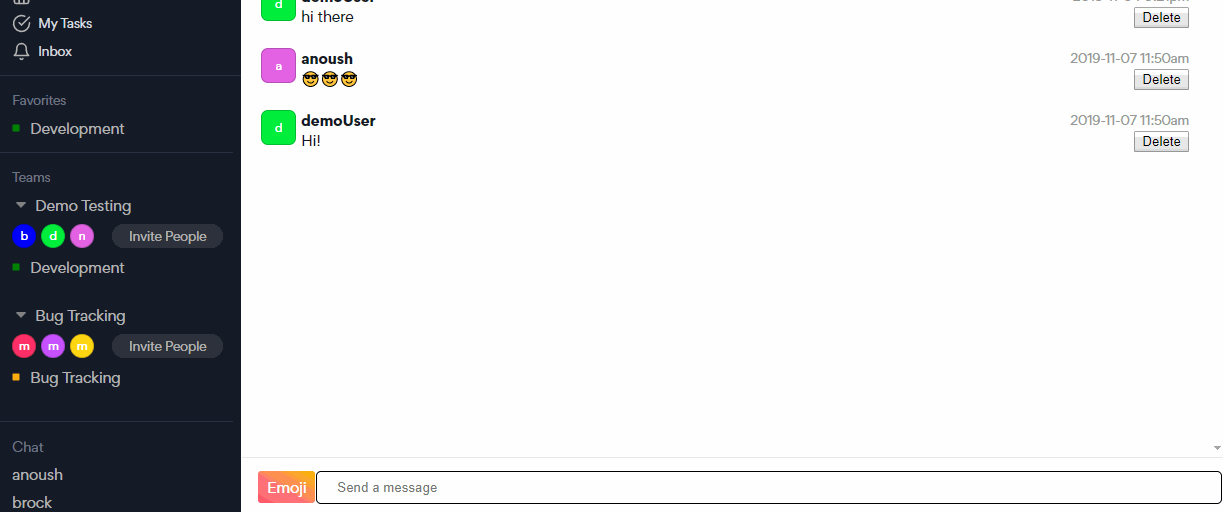 My Tasks
Inbox
Favorites
Development
Teams
Demo Testing
b d n Invite People
Development
Bug Tracking
m m m Invite People
Bug Tracking
Chat
anoush
brock
d demoUser
hi there
Delete
a anoush 2019-11-07 11:50am
😎😎😎 Delete
d demoUser 2019-11-07 11:50am
Hi! Delete
Emoji Send a message